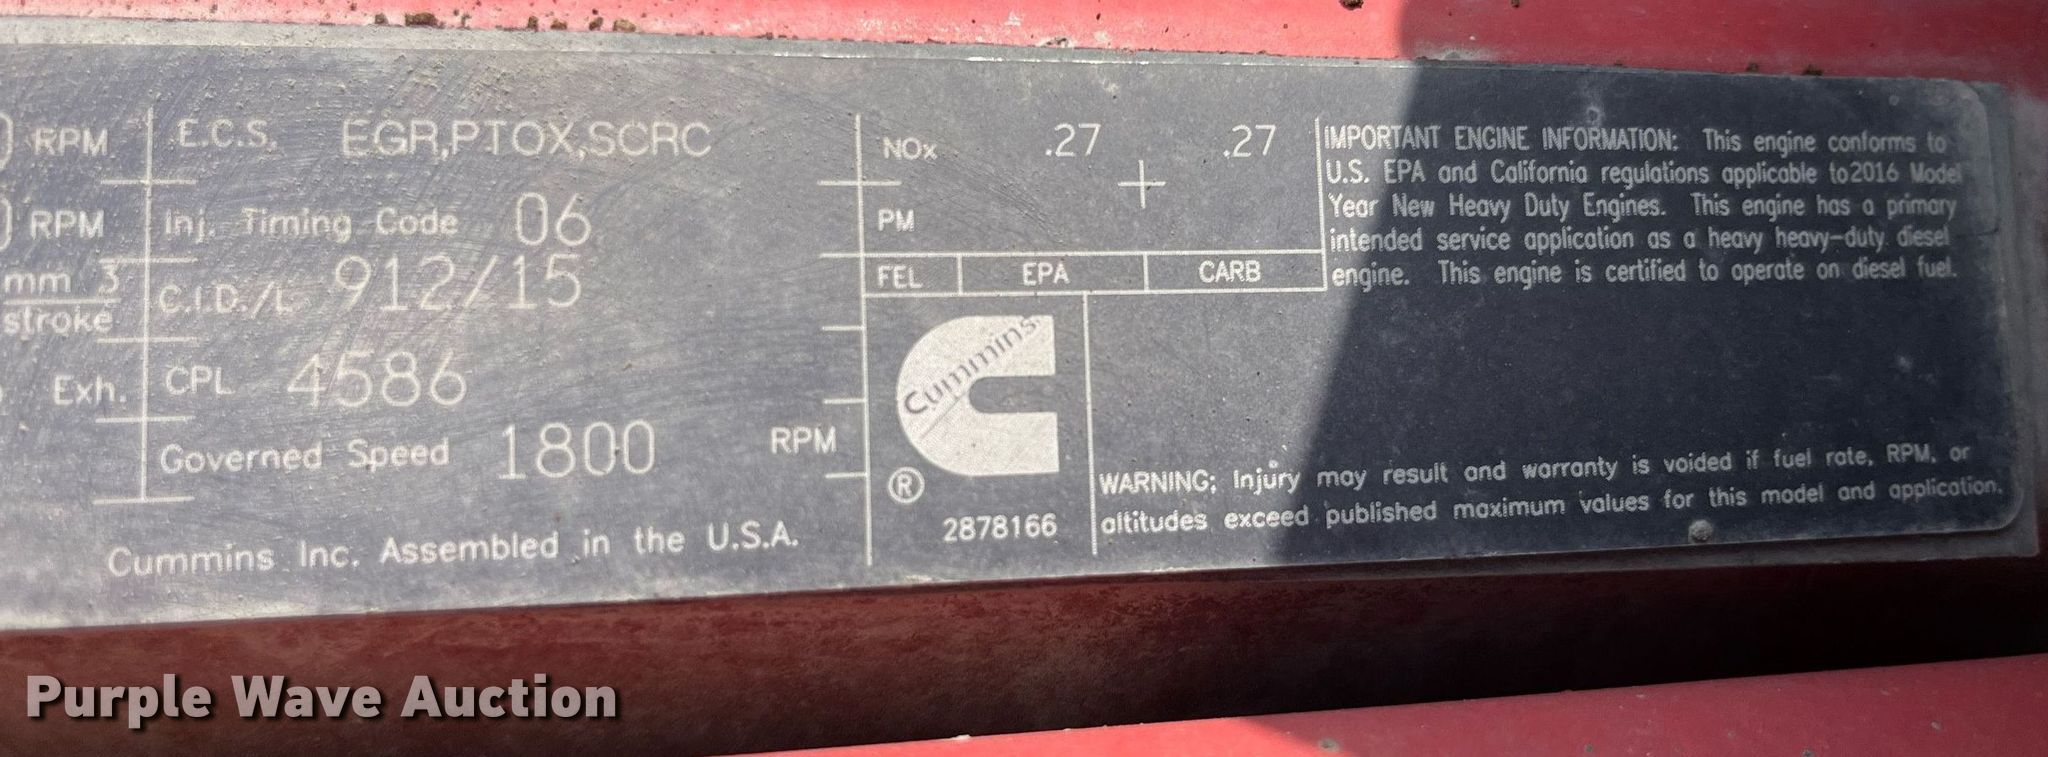 RPM E.C.S. EGR,PTOX,SCRC
RPM Inj. Timing Code 06
mm 3
stroke
C.I.D./L 912/15
Exh. CPL 4586
Governed Speed 1800 RPM
Cummins Inc. Assembled in the U.S.A.
NOx .27 .27
PM
FEL EPA CARB
Cummins
®
2878166
IMPORTANT ENGINE INFORMATION: This engine conforms to
U.S. EPA and California regulations applicable to 2016 Model
Year New Heavy Duty Engines. This engine has a primary
intended service application as a heavy heavy-duty diesel
engine. This engine is certified to operate on diesel fuel.
WARNING: Injury may result and warranty is voided if fuel rate, RPM, or
altitudes exceed published maximum values for this model and application.
Purple Wave Auction